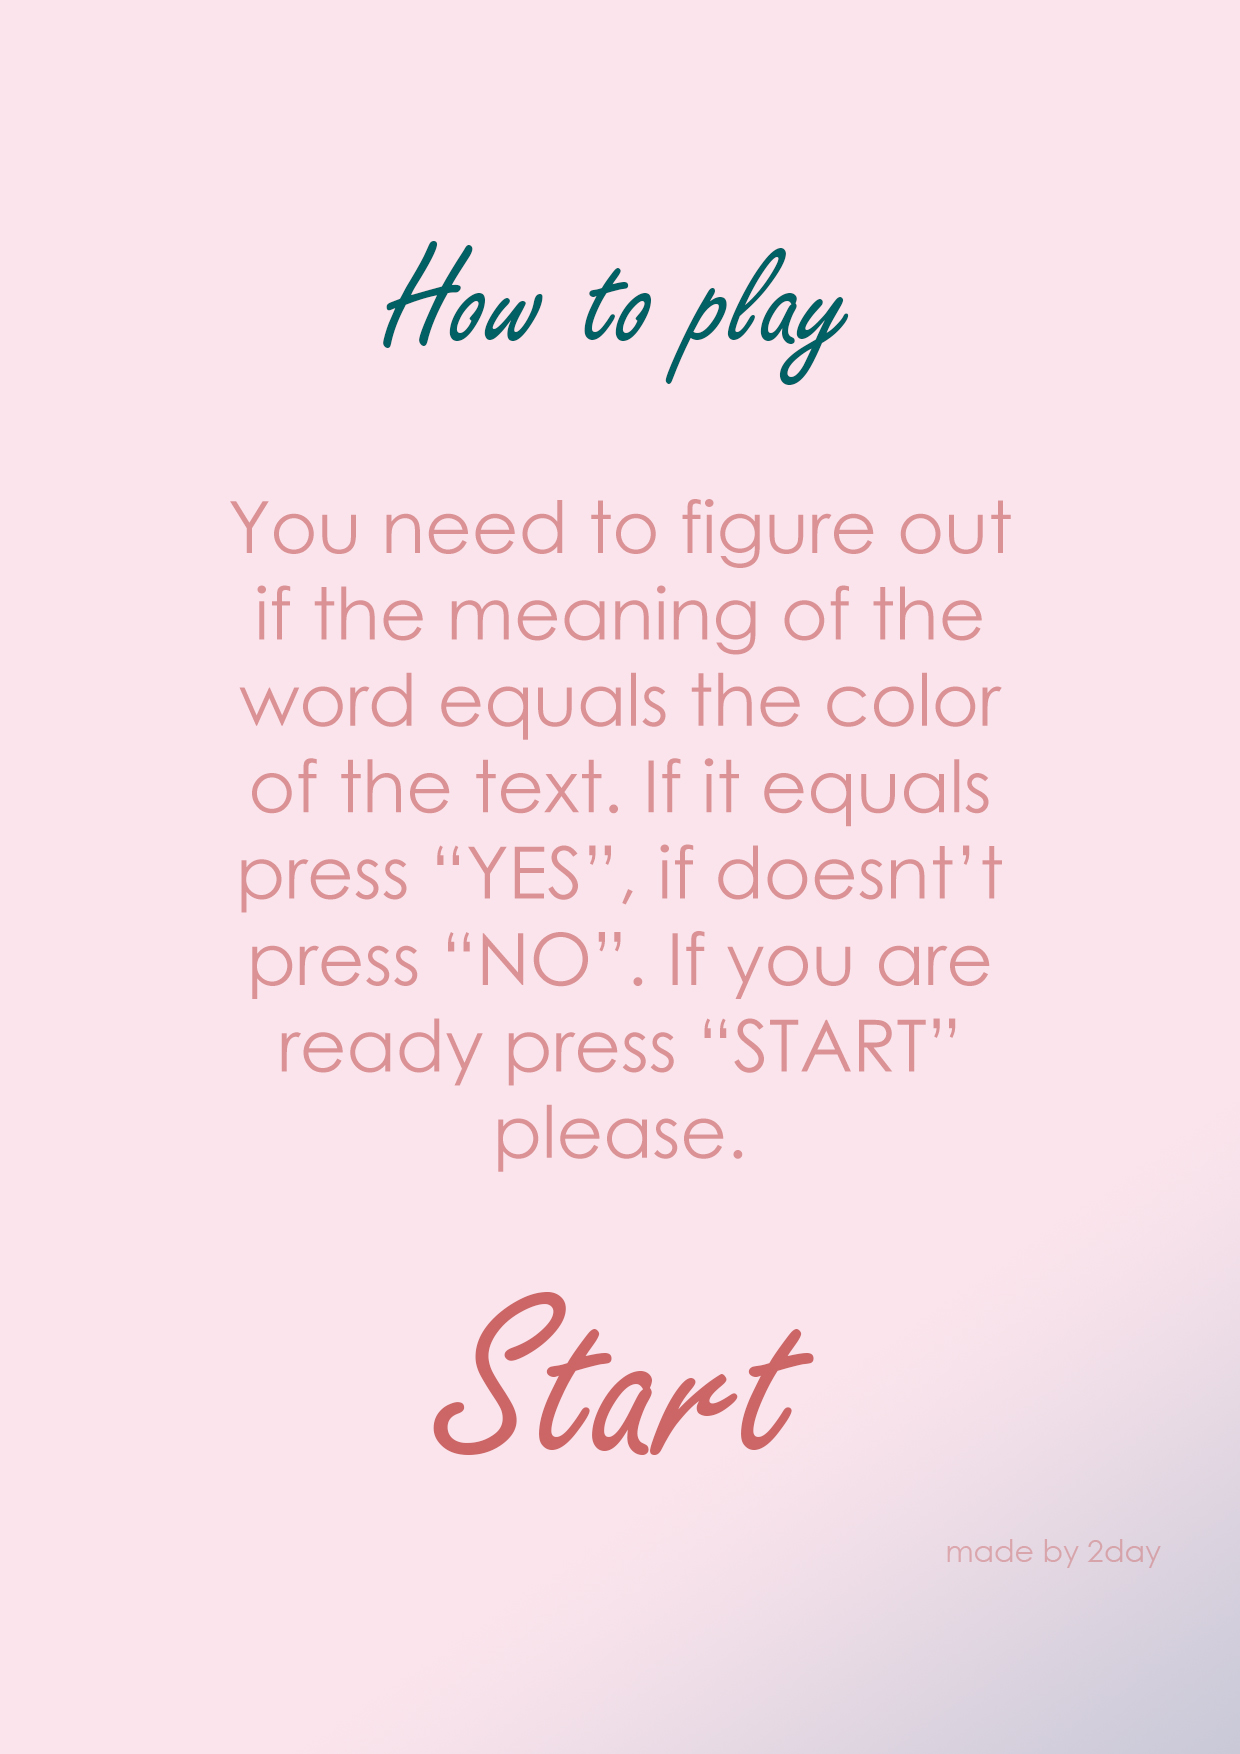 How to play
You need to figure out
if the meaning of the
word equals the color
of the text. If it equals
press “YES”, if doesnt’t
press “NO”. If you are
ready press “START”
please.
Start
made by 2day